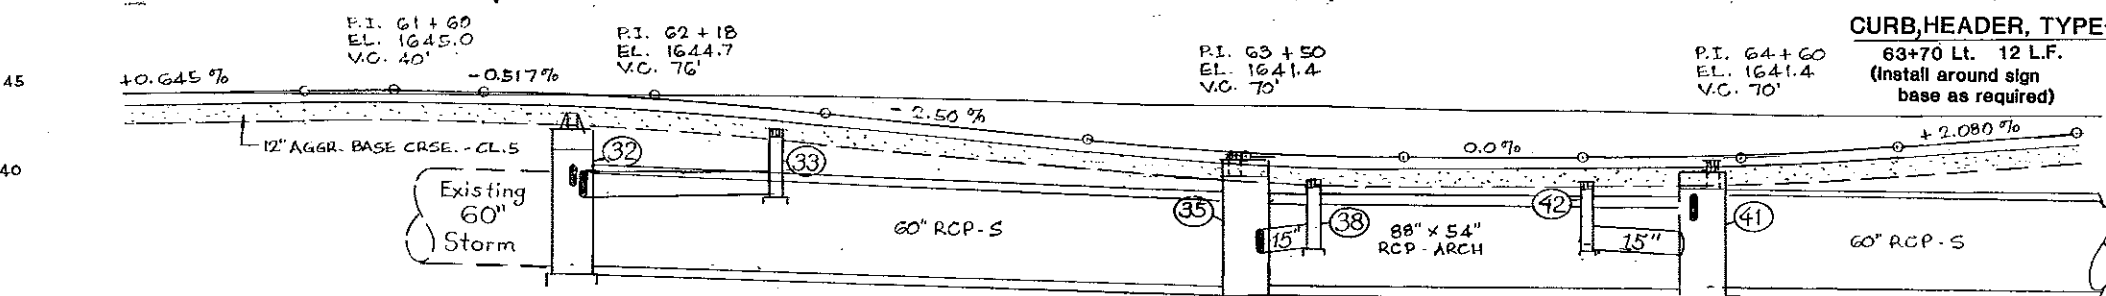 P.I. 61+60
EL. 1645.0
V.C. 40'
P.I. 62+18
EL. 1644.7
V.C. 76'
P.I. 63+50
EL. 1641.4
V.C. 70'
P.I. 64+60
EL. 1641.4
V.C. 70'
CURB,HEADER, TYPE-
63+70 Lt. 12 L.F.
(Install around sign
base as required)
45
+0.645 %
-0.517%
-2.50 %
0.0%
+2.080 %
12" AGGR. BASE CRSE. - CL.5
40
32
33
35
38
42
41
Existing
60"
Storm
60" RCP-S
15"
88" x 54"
RCP-ARCH
15"
60" RCP-S